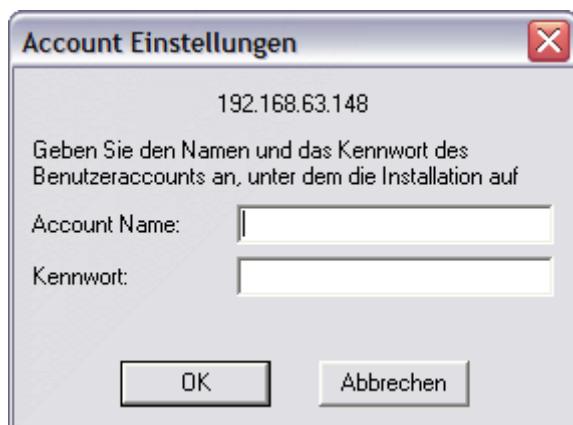 Account Einstellungen
192.168.63.148
Geben Sie den Namen und das Kennwort des
Benutzeraccounts an, unter dem die Installation auf
Account Name:
Kennwort:
OK
Abbrechen